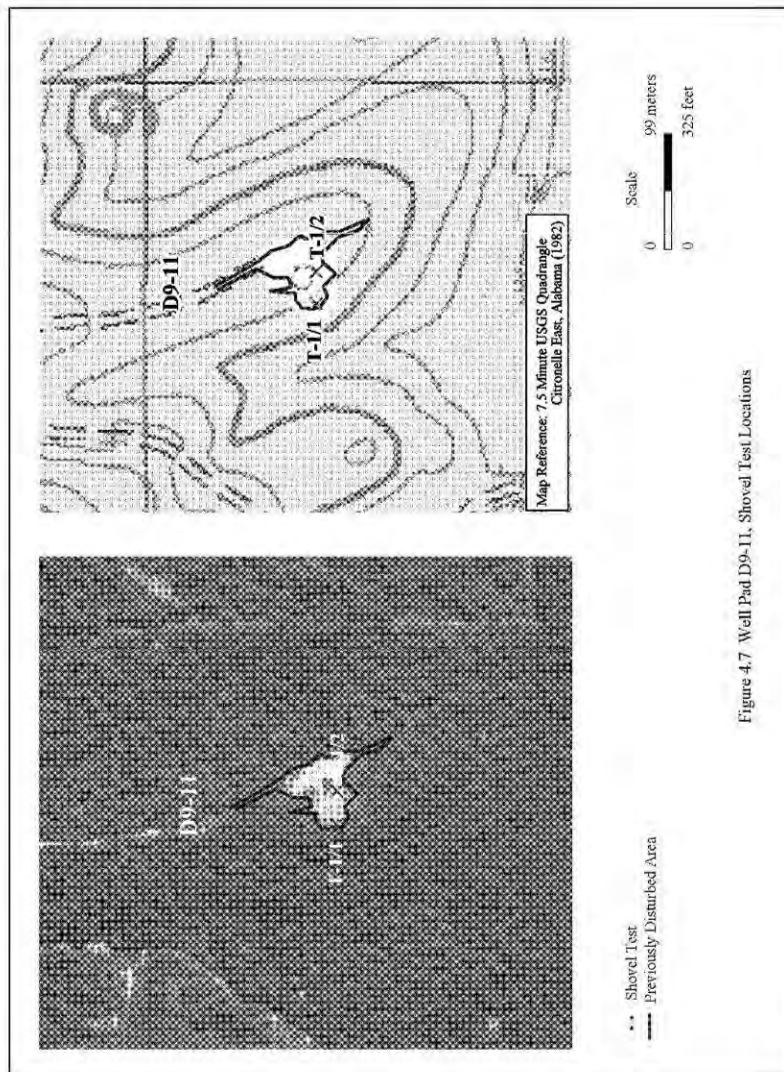 D9-11
T-1/1
D9-11
T-1/1
T-1/2
Map Reference: 7.5 Minute USGS Quadrangle
Citronelle East, Alabama (1982)
Shovel Test
Previously Disturbed Area
Scale
0
99 meters
0
325 feet
Figure 4.7 Well Pad D9-11, Shovel Test Locations